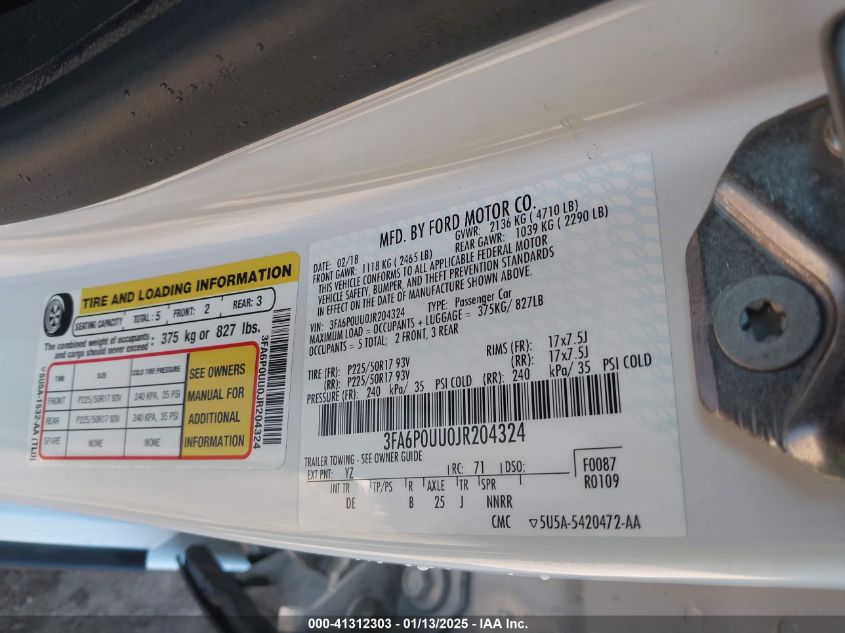 TIRE AND LOADING INFORMATION
SEATING CAPACITY TOTAL: 5 FRONT: 2 REAR: 3
The combined weight of occupants and cargo should never exceed 375 kg or 827 lbs.
TIRE SIZE COLD TIRE PRESSURE
FRONT P225/50R17 93V 240 KPA, 35 PSI
REAR P225/50R17 93V 240 KPA, 35 PSI
SPARE NONE NONE
SEE OWNERS
MANUAL FOR
ADDITIONAL
INFORMATION
5U5A-1532-AA (TLU)
3FA6P0UU0JR204324
MFD. BY FORD MOTOR CO.
DATE: 02/18 GVWR: 2136 KG ( 4710 LB)
FRONT GAWR: 1118 KG ( 2465 LB) REAR GAWR: 1039 KG ( 2290 LB)
THIS VEHICLE CONFORMS TO ALL APPLICABLE FEDERAL MOTOR
VEHICLE SAFETY, BUMPER, AND THEFT PREVENTION STANDARDS
IN EFFECT ON THE DATE OF MANUFACTURE SHOWN ABOVE.
VIN: 3FA6P0UU0JR204324 TYPE: Passenger Car
MAXIMUM LOAD = OCCUPANTS + LUGGAGE = 375KG/ 827LB
OCCUPANTS = 5 TOTAL: 2 FRONT, 3 REAR
TIRE (FR): P225/50R17 93V RIMS (FR): 17x7.5J
(RR): P225/50R17 93V (RR): 17x7.5J
PRESSURE (FR): 240 kPa/ 35 PSI COLD (RR): 240 kPa/ 35 PSI COLD
3FA6P0UU0JR204324
TRAILER TOWING - SEE OWNER GUIDE
EXT PNT: YZ RC: 71 DSO: F0087
R0109
INT TR TP/PS R AXLE TR SPR
DE B 25 J NNRR
CMC 5U5A-5420472-AA
000-41312303 - 01/13/2025 - IAA Inc.